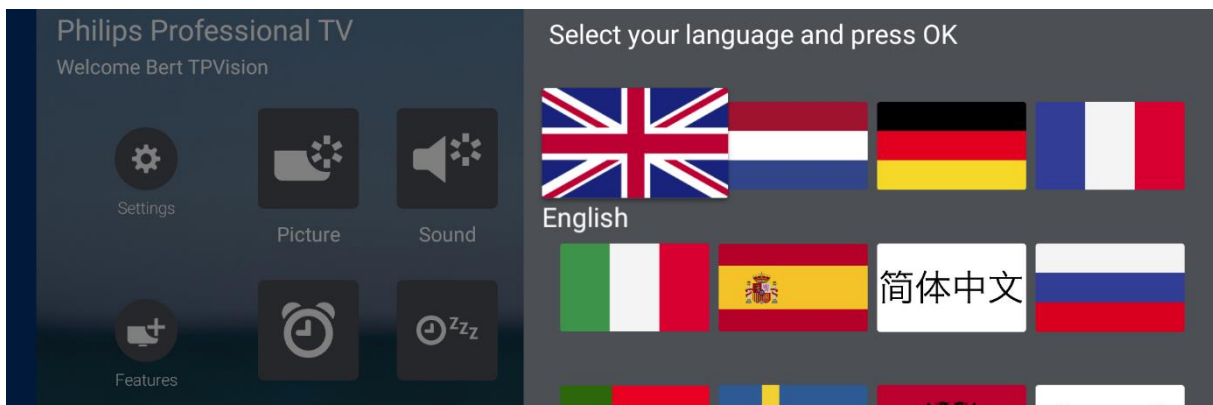 Philips Professional TV
Welcome Bert TPVision
Settings
Picture
Sound
Features
zzz
Select your language and press OK
English
简体中文